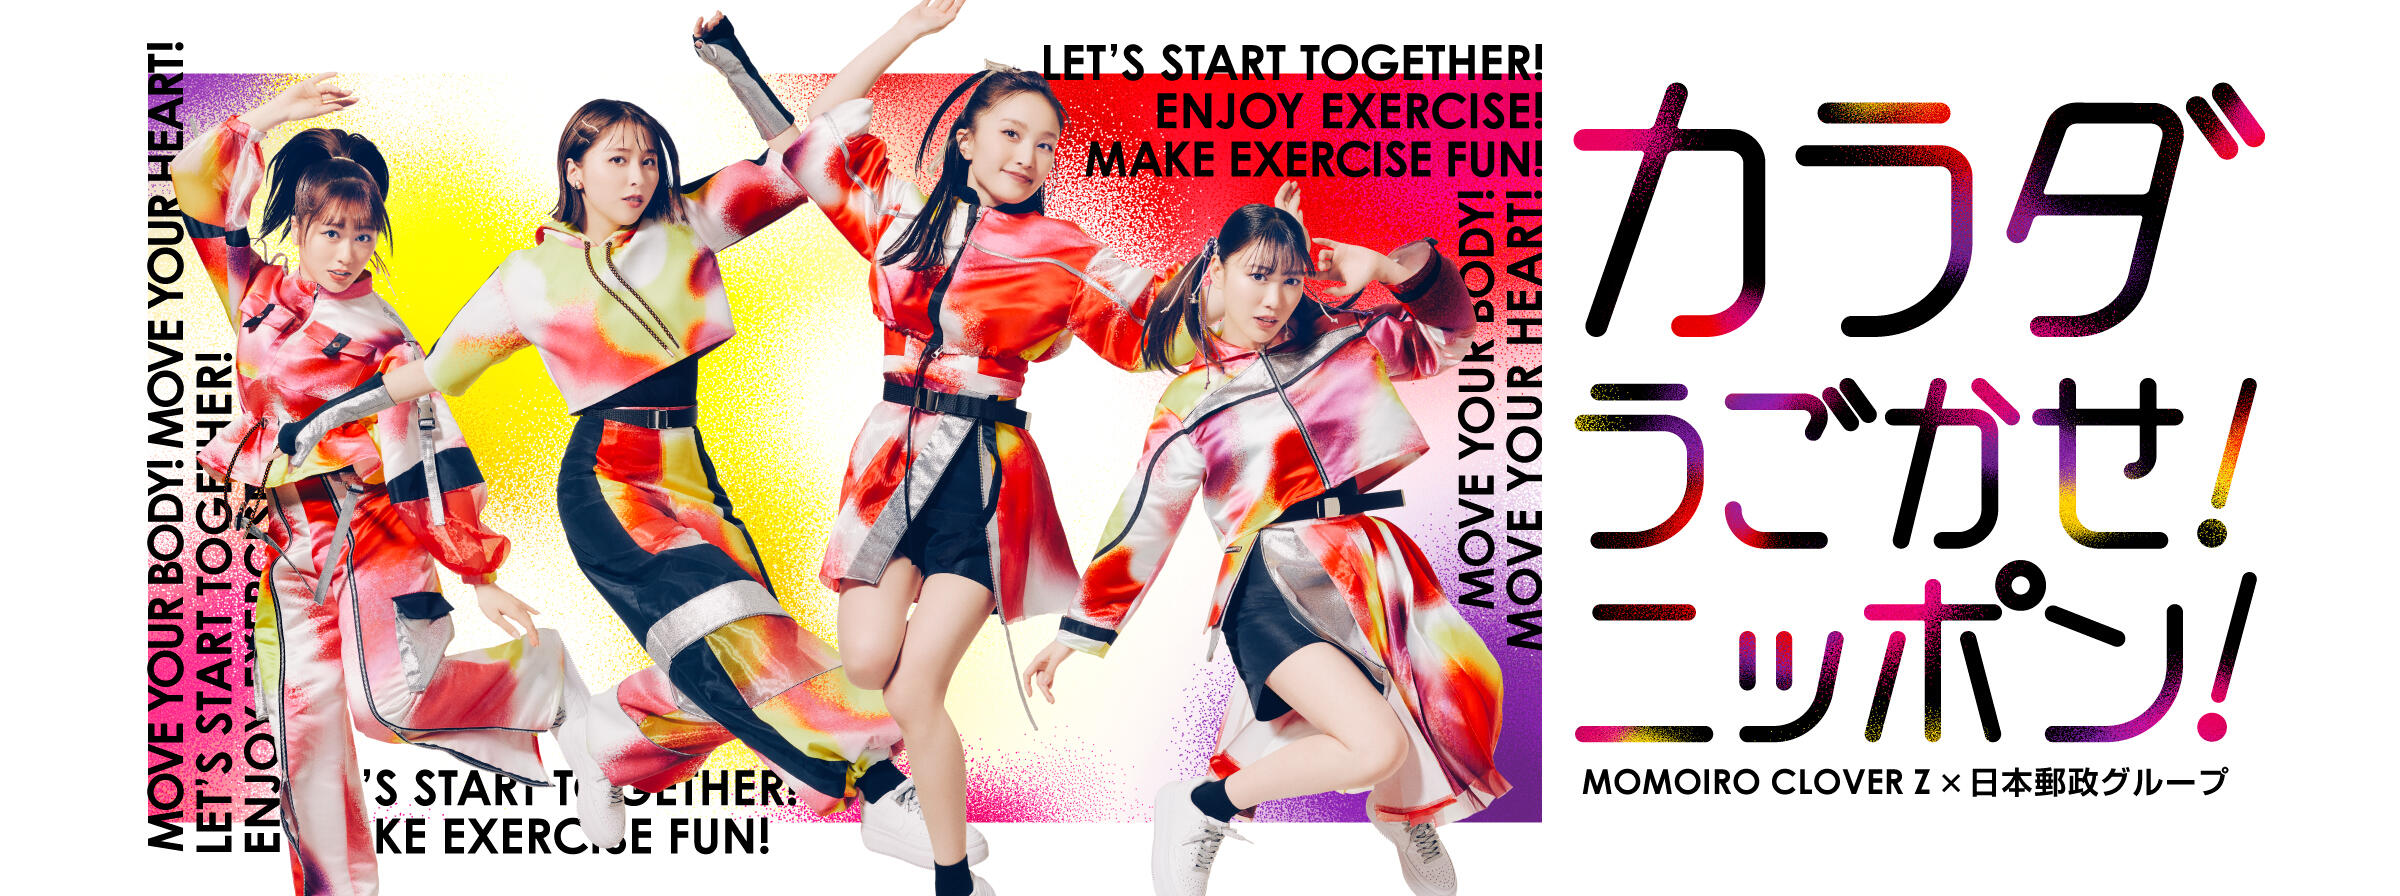 MOVE YOUR BODY! MOVE YOUR HEART!
LET'S START TOGETHER!
ENJOY EXERCISE
'S START TOGETHER!
KE EXERCISE FUN!
LET'S START TOGETHER!
ENJOY EXERCISE!
MAKE EXERCISE FUN!
MOVE YOUR BODY!
MOVE YOUR HEART!
カラダ
うごかせ!
ニッポン!
MOMOIRO CLOVER Z×日本郵政グループ